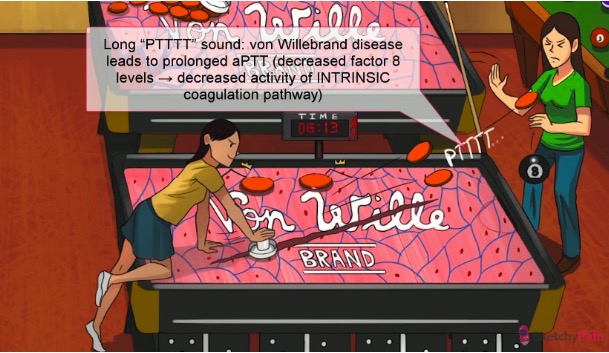 Von Wille
Long “PTTTT” sound: von Willebrand disease
leads to prolonged aPTT (decreased factor 8
levels → decreased activity of INTRINSIC
coagulation pathway)
TIME
06:13
PTTTT...
8
Von Wille
BRAND
SketchyPath